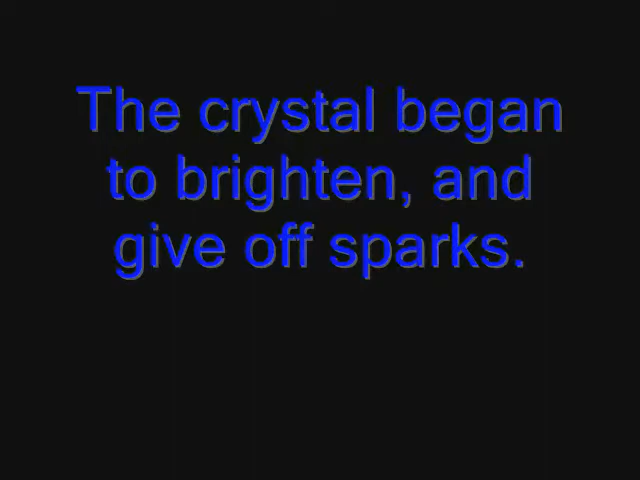 The crystal began
to brighten, and
give off sparks.